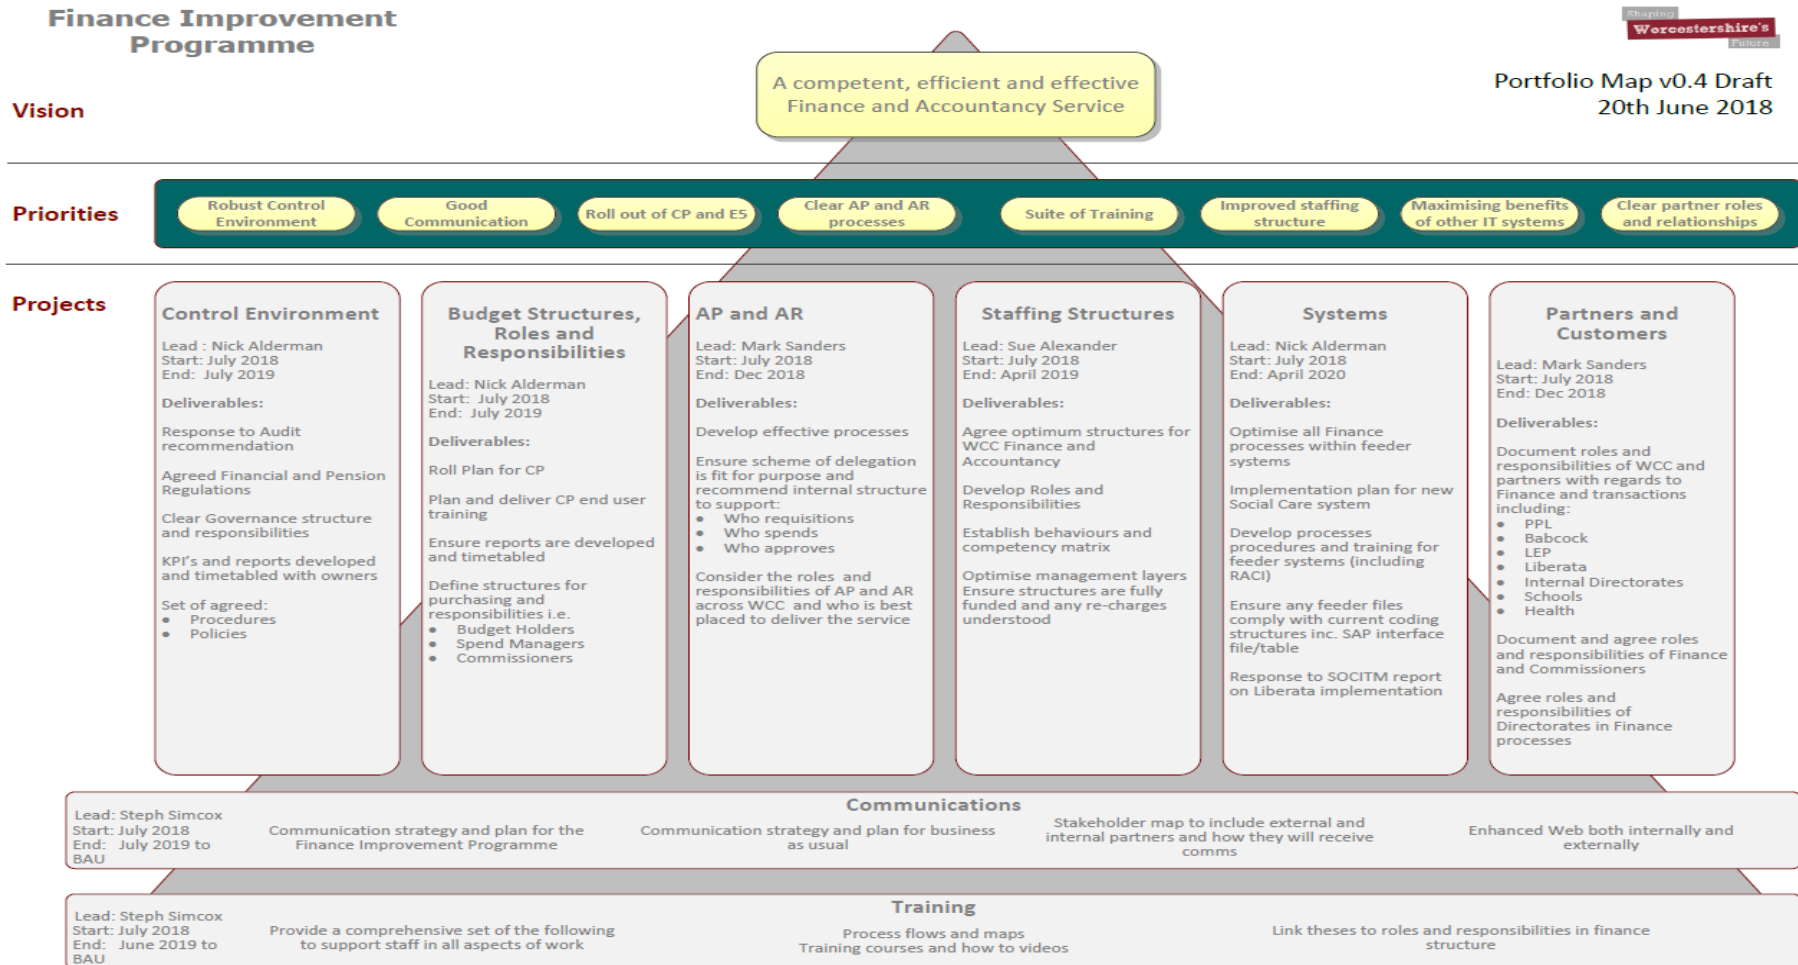 Finance Improvement
Programme
Shaping
Worcestershire's
Future
Portfolio Map v0.4 Draft
20th June 2018
Vision
A competent, efficient and effective
Finance and Accountancy Service
Priorities
Robust Control
Environment
Good
Communication
Roll out of CP and E5
Clear AP and AR
processes
Suite of Training
Improved staffing
structure
Maximising benefits
of other IT systems
Clear partner roles
and relationships
Projects
Control Environment
Lead : Nick Alderman
Start: July 2018
End:  July 2019
Deliverables:
Response to Audit
recommendation
Agreed Financial and Pension
Regulations
Clear Governance structure
and responsibilities
KPI's and reports developed
and timetabled with owners
Set of agreed:
• Procedures
• Policies
Budget Structures,
Roles and
Responsibilities
Lead: Nick Alderman
Start:  July 2018
End:  July 2019
Deliverables:
Roll Plan for CP
Plan and deliver CP end user
training
Ensure reports are developed
and timetabled
Define structures for
purchasing and
responsibilities i.e.
• Budget Holders
• Spend Managers
• Commissioners
AP and AR
Lead: Mark Sanders
Start: July 2018
End: Dec 2018
Deliverables:
Develop effective processes
Ensure scheme of delegation
is fit for purpose and
recommend internal structure
to support:
• Who requisitions
• Who spends
• Who approves
Consider the roles  and
responsibilities of AP and AR
across WCC  and who is best
placed to deliver the service
Staffing Structures
Lead: Sue Alexander
Start: July 2018
End: April 2019
Deliverables:
Agree optimum structures for
WCC Finance and
Accountancy
Develop Roles and
Responsibilities
Establish behaviours and
competency matrix
Optimise management layers
Ensure structures are fully
funded and any re-charges
understood
Systems
Lead: Nick Alderman
Start: July 2018
End: April 2020
Deliverables:
Optimise all Finance
processes within feeder
systems
Implementation plan for new
Social Care system
Develop processes
procedures and training for
feeder systems (including
RACI)
Ensure any feeder files
comply with current coding
structures inc. SAP interface
file/table
Response to SOCITM report
on Liberata implementation
Partners and
Customers
Lead: Mark Sanders
Start: July 2018
End: Dec 2018
Deliverables:
Document roles and
responsibilities of WCC and
partners with regards to
Finance and transactions
including:
• PPL
• Babcock
• LEP
• Liberata
• Internal Directorates
• Schools
• Health
Document and agree roles
and responsibilities of Finance
and Commissioners
Agree roles and
responsibilities of
Directorates in Finance
processes
Communications
Lead: Steph Simcox
Start: July 2018
End:  July 2019 to
BAU
Communication strategy and plan for the
Finance Improvement Programme
Communication strategy and plan for business
as usual
Stakeholder map to include external and
internal partners and how they will receive
comms
Enhanced Web both internally and
externally
Training
Lead: Steph Simcox
Start: July 2018
End:  June 2019 to
BAU
Provide a comprehensive set of the following
to support staff in all aspects of work
Process flows and maps
Training courses and how to videos
Link theses to roles and responsibilities in finance
structure